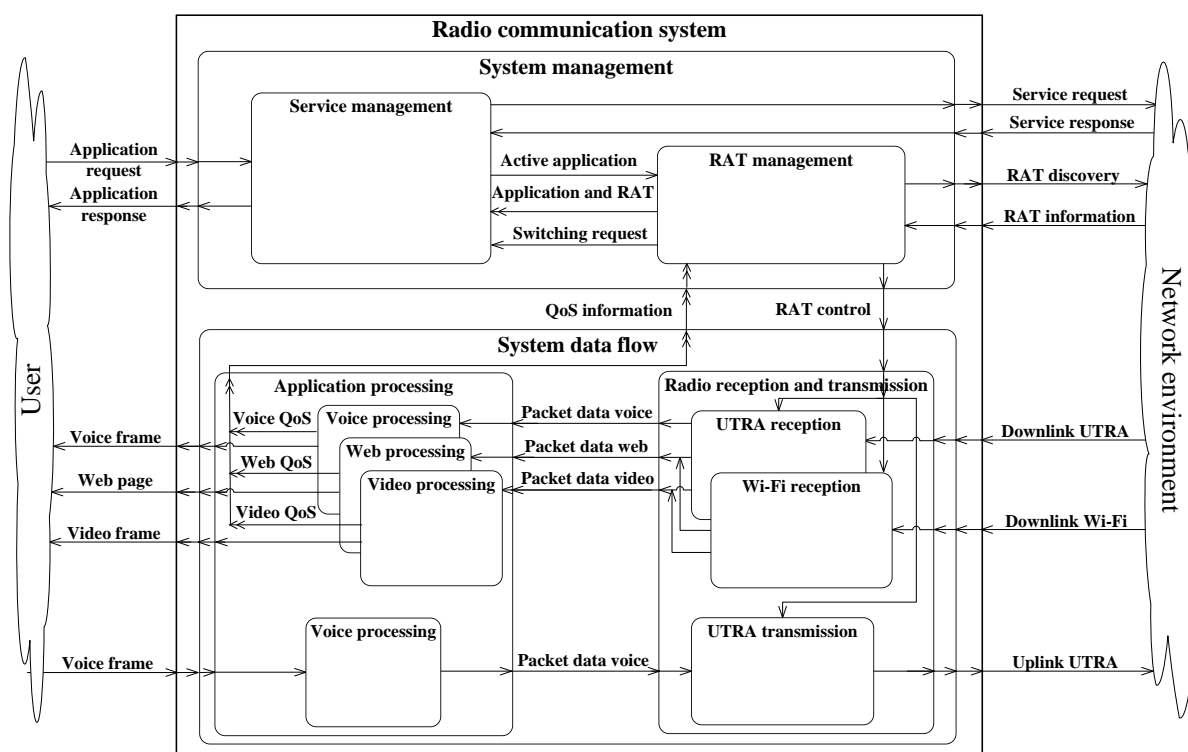 Radio communication system
System management
Service management
Service request
Service response
Application
request
Application
response
Active application
RAT management
Application and RAT
Switching request
RAT discovery
RAT information
QoS information
RAT control
User
Network environment
System data flow
Application processing
Radio reception and transmission
Voice QoS
Voice processing
Packet data voice
UTRA reception
Voice frame
Downlink UTRA
Web QoS
Web processing
Packet data web
Web page
Video processing
Packet data video
Wi-Fi reception
Video QoS
Video frame
Downlink Wi-Fi
Voice processing
UTRA transmission
Voice frame
Packet data voice
Uplink UTRA